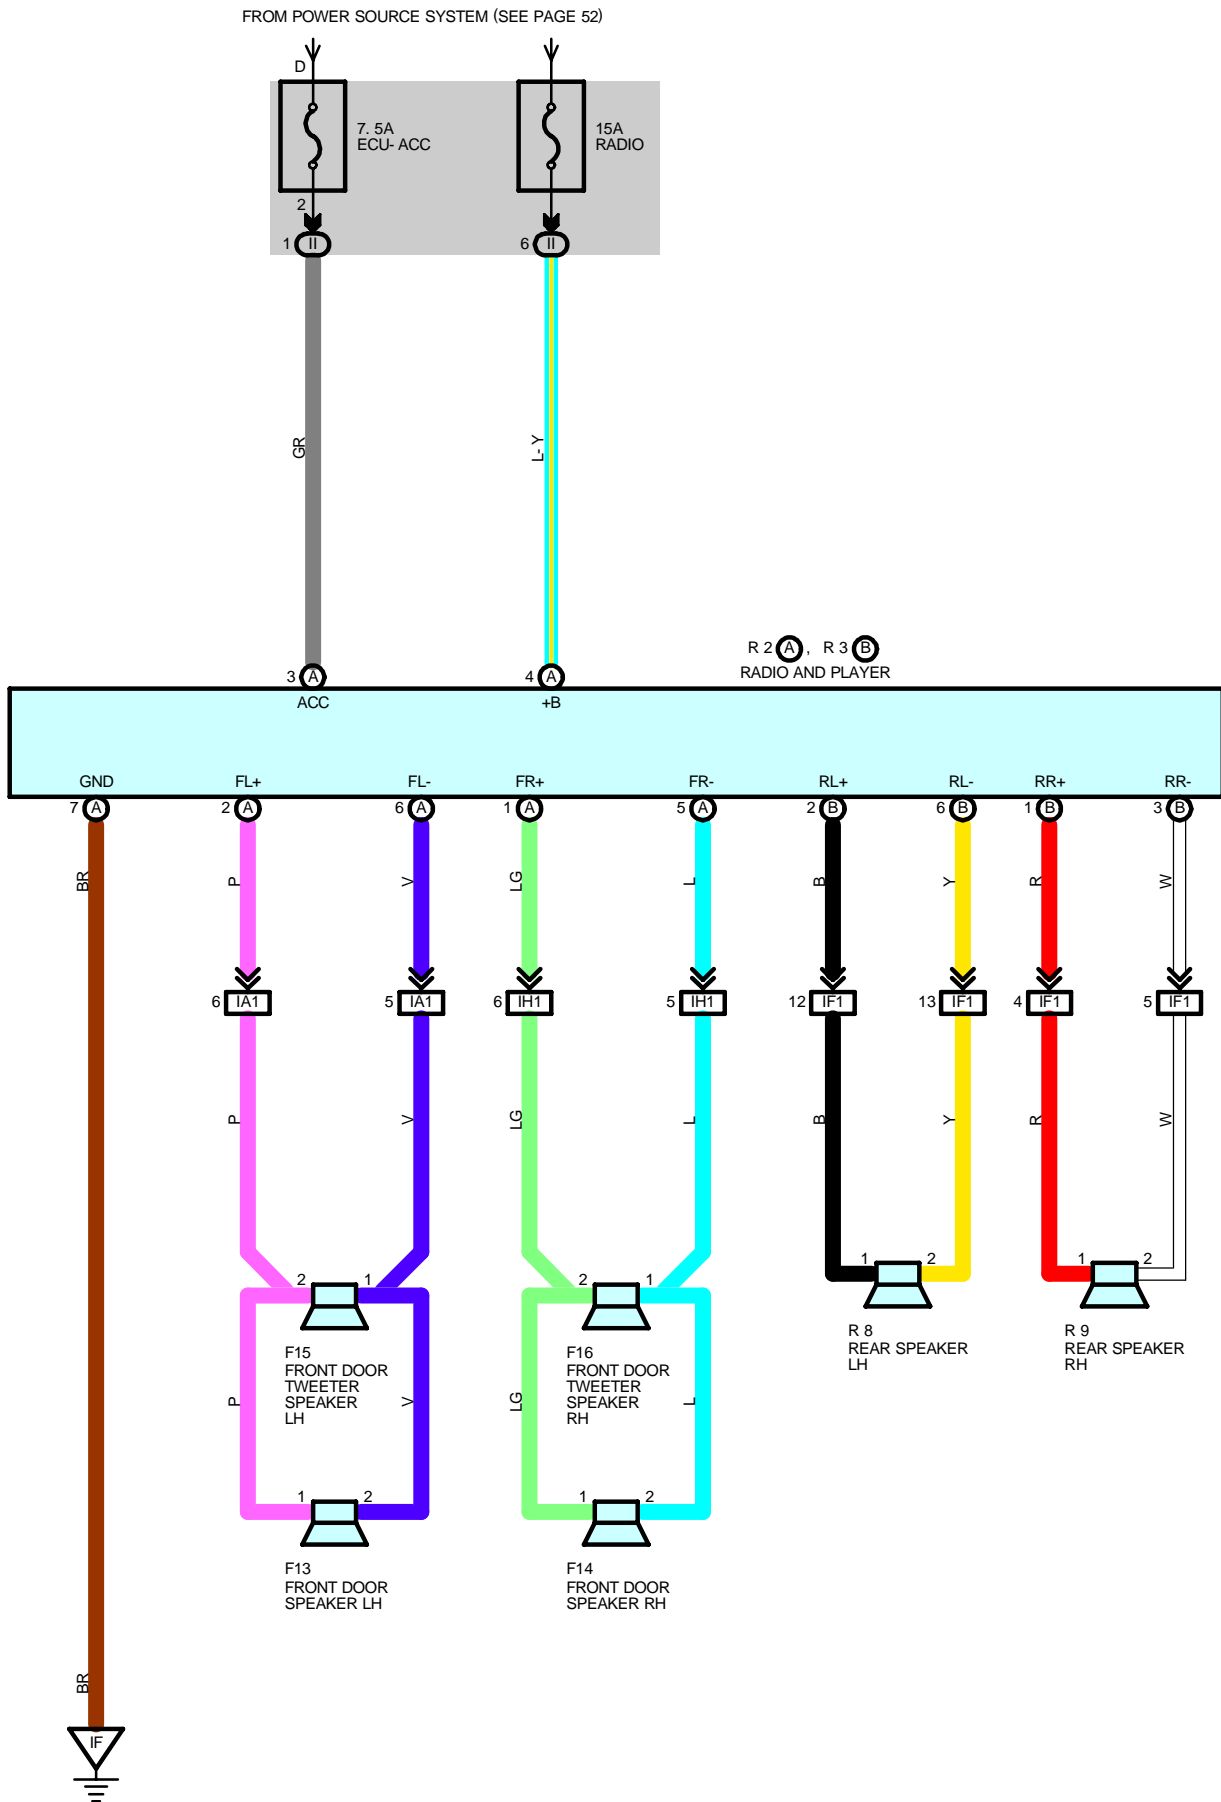 FROM POWER SOURCE SYSTEM (SEE PAGE 52)
D
7. 5A
ECU- ACC
15A
RADIO
2
1 II
6 II
GR
L- Y
R 2 A , R 3 B
RADIO AND PLAYER
3 A
4 A
ACC
+B
GND FL+ FL- FR+ FR- RL+ RL- RR+ RR-
7 A 2 A 6 A 1 A 5 A 2 B 6 B 1 B 3 B
BR P V LG L B Y R W
6 IA1 5 IA1 6 IH1 5 IH1 12 IF1 13 IF1 4 IF1 5 IF1
P V LG L B Y R W
1 2 1 2
2 1 2 1
R 8
REAR SPEAKER
LH
R 9
REAR SPEAKER
RH
F15
FRONT DOOR
TWEETER
SPEAKER
LH
F16
FRONT DOOR
TWEETER
SPEAKER
RH
P V LG L
1 2 1 2
F13
FRONT DOOR
SPEAKER LH
F14
FRONT DOOR
SPEAKER RH
BR
IF